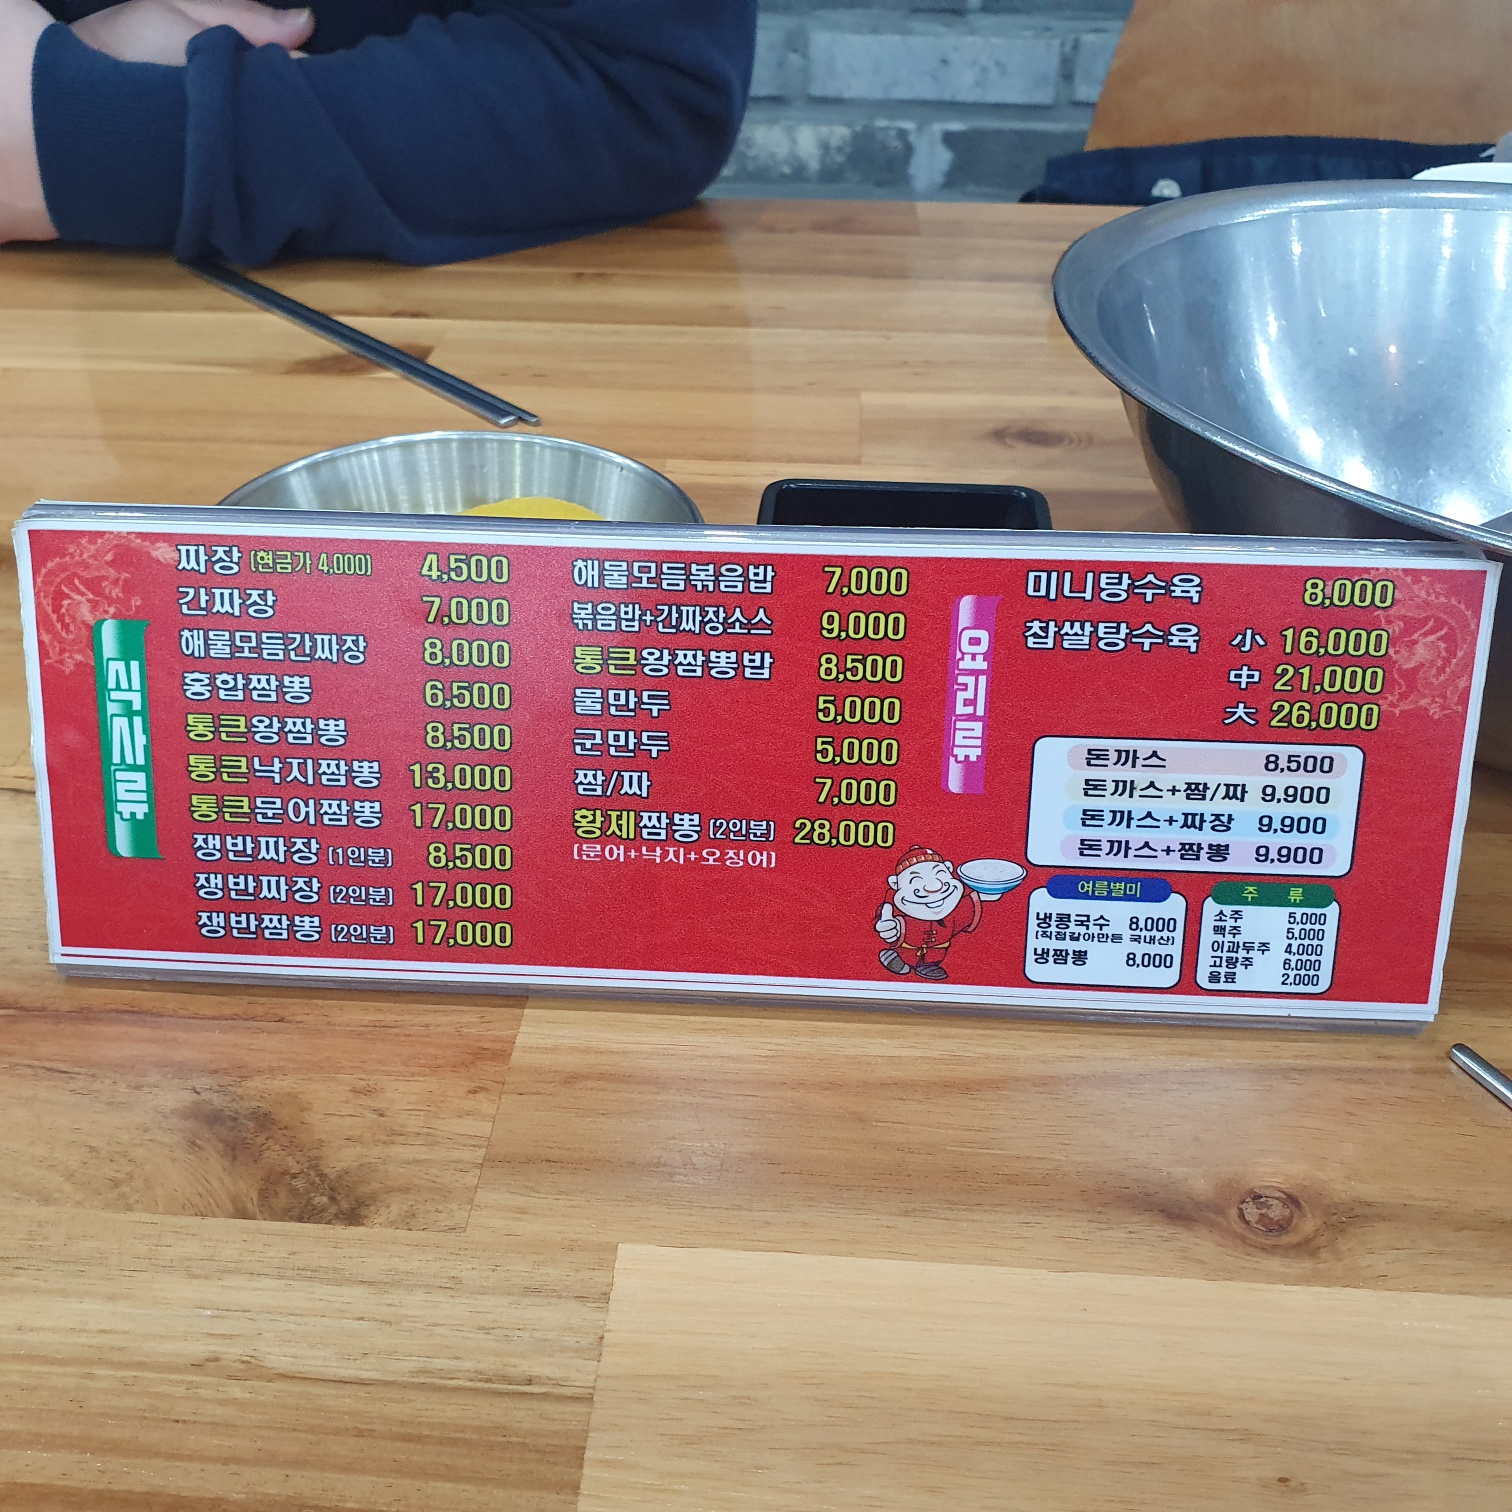 식사류
짜장 (현금가 4,000) 4,500
간짜장 7,000
해물모듬간짜장 8,000
홍합짬뽕 6,500
통큰왕짬뽕 8,500
통큰낙지짬뽕 13,000
통큰문어짬뽕 17,000
쟁반짜장 (1인분) 8,500
쟁반짜장 (2인분) 17,000
쟁반짬뽕 (2인분) 17,000
해물모듬볶음밥 7,000
볶음밥+간짜장소스 9,000
통큰왕짬뽕밥 8,500
물만두 5,000
군만두 5,000
짬/짜 7,000
황제짬뽕 (2인분) 28,000
(문어+낙지+오징어)
요리류
미니탕수육 8,000
찹쌀탕수육 小 16,000
中 21,000
大 26,000
돈까스 8,500
돈까스+짬/짜 9,900
돈까스+짜장 9,900
돈까스+짬뽕 9,900
여름별미
냉콩국수 8,000
(직접갈아만든 국내산)
냉짬뽕 8,000
주 류
소주 5,000
맥주 5,000
이과두주 4,000
고량주 6,000
음료 2,000